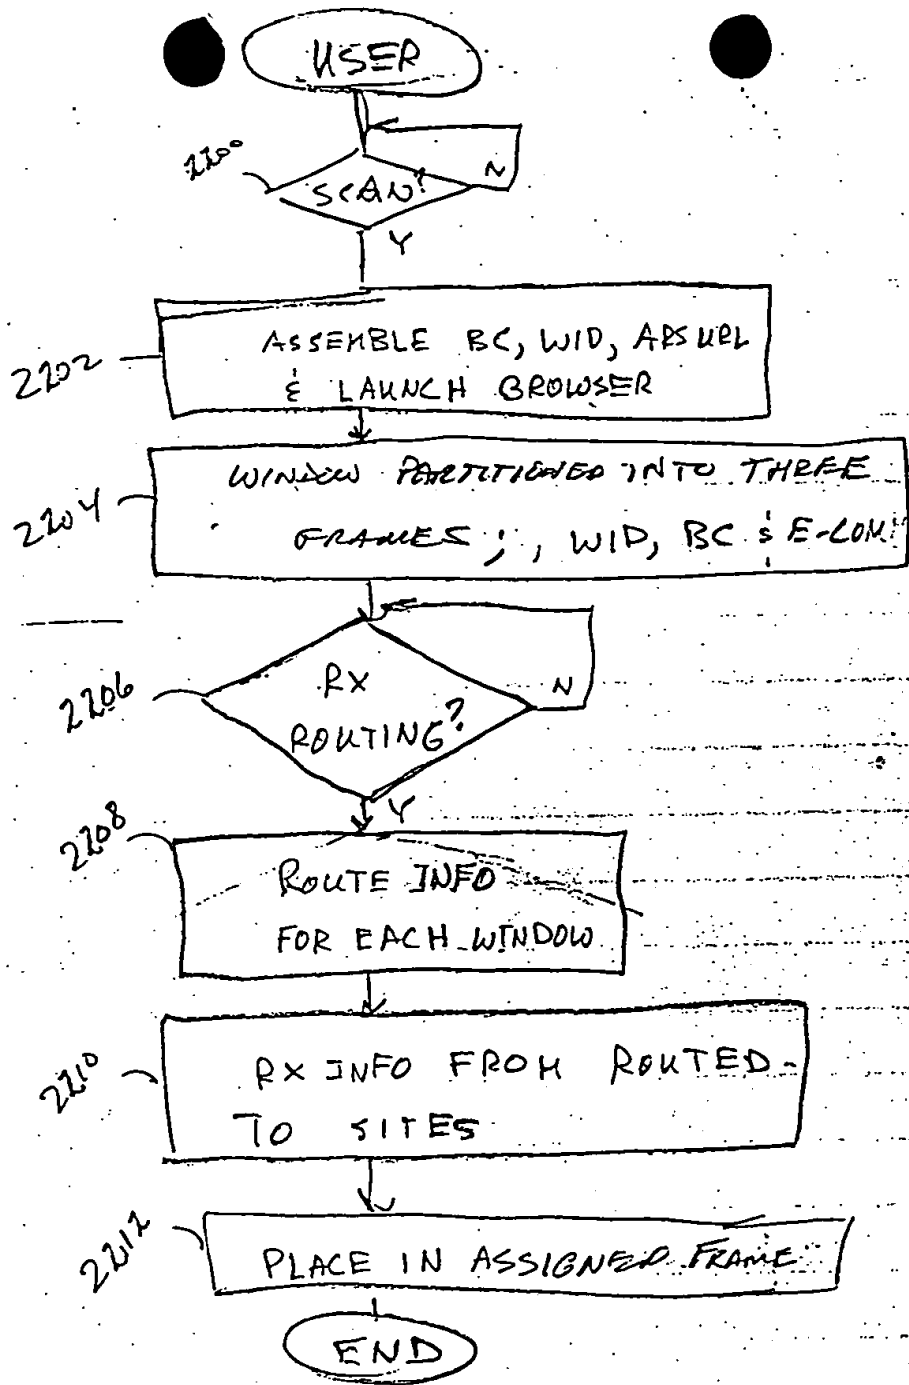 USER
2200
SCAN?
N
Y
2202
ASSEMBLE BC, WID, ARS URL
& LAUNCH BROWSER
2204
WINDOW PARTITIONED INTO THREE
FRAMES ; , WID, BC & E-COM
2206
RX
ROUTING?
N
Y
2208
ROUTE INFO
FOR EACH WINDOW
2210
RX INFO FROM ROUTED-
TO SITES
2212
PLACE IN ASSIGNED FRAME
END